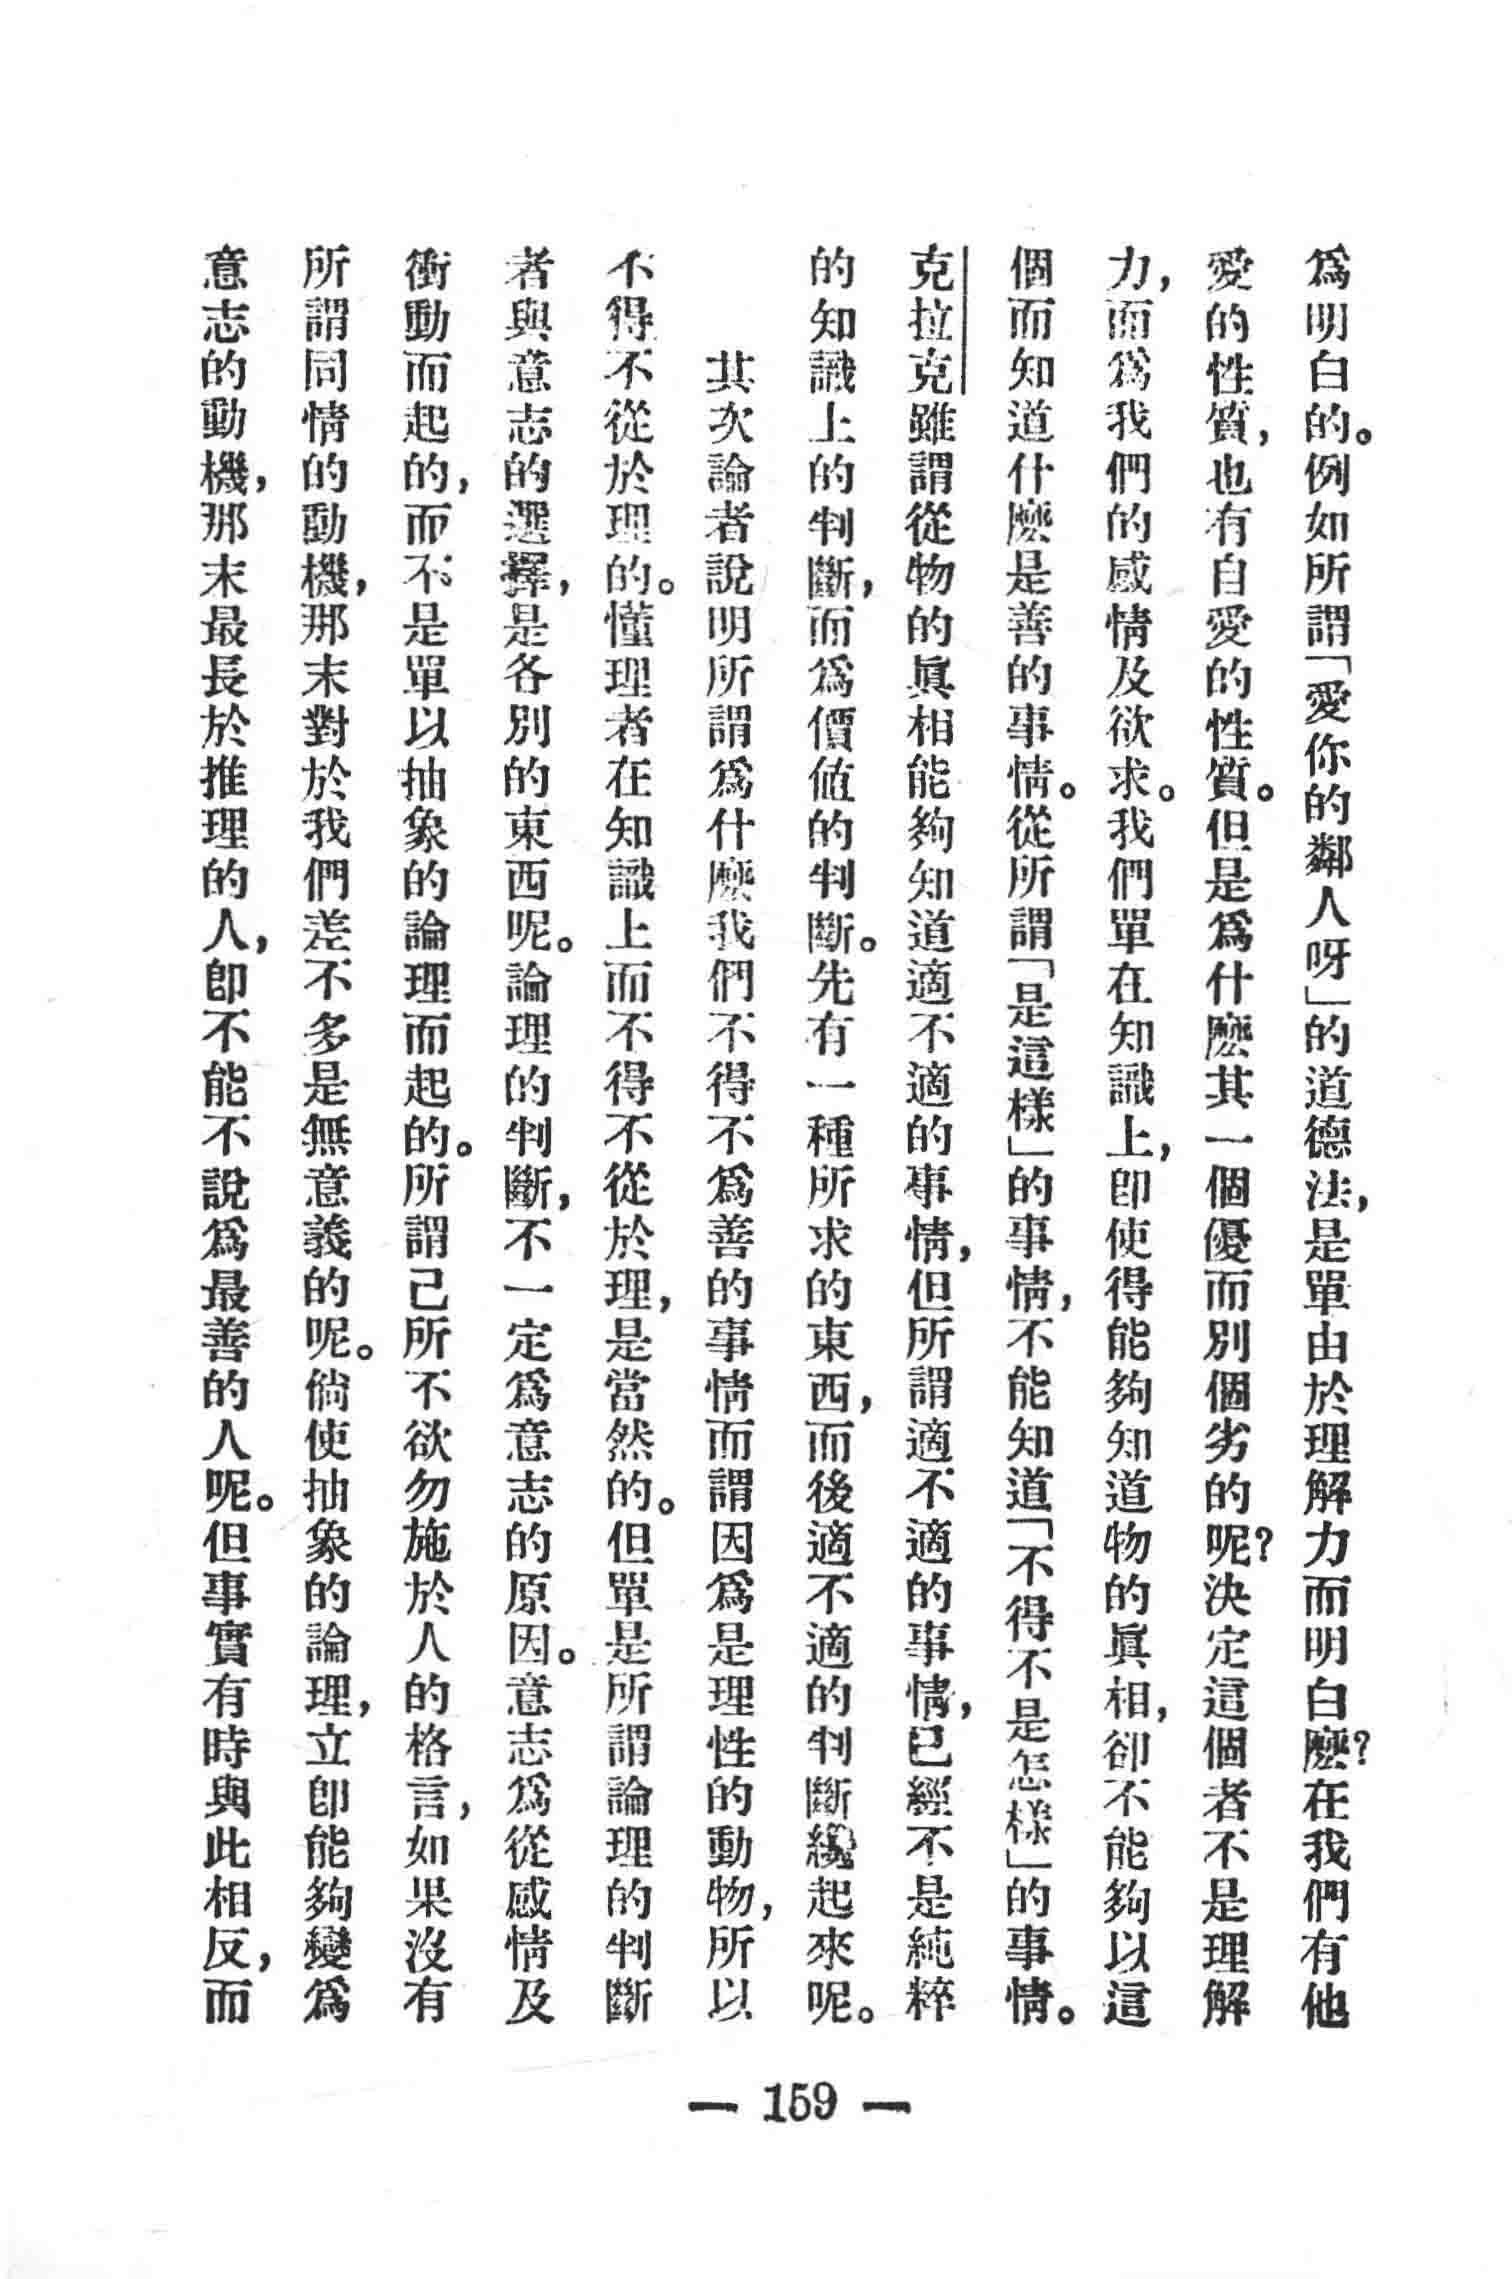 爲明白的。例如所謂「愛你的鄰人呀」的道德法，是單由於理解力而明白麼？在我們有他
愛的性質，也有自愛的性質。但是爲什麼其一個優而別個劣的呢？決定這個者不是理解
力，而爲我們的感情及欲求。我們單在知識上，卽使得能夠知道物的眞相，卻不能夠以這
個而知道什麼是善的事情。從所謂「是這樣」的事情，不能知道「不得不是怎樣」的事情。
克拉克雖謂從物的眞相能夠知道適不適的事情，但所謂適不適的事情，已經不是純粹
的知識上的判斷，而爲價値的判斷。先有一種所求的東西，而後適不適的判斷纔起來呢。
其次論者說明所謂爲什麼我們不得不爲善的事情而謂因爲是理性的動物，所以
不得不從於理的。懂理者在知識上而不得不從於理，是當然的。但單是所謂論理的判斷
者與意志的選擇，是各別的東西呢。論理的判斷，不一定爲意志的原因。意志爲從感情及
衝動而起的，而不是單以抽象的論理而起的。所謂己所不欲勿施於人的格言，如果沒有
所謂同情的動機，那末對於我們差不多是無意義的呢。倘使抽象的論理，立卽能夠變爲
意志的動機，那末最長於推理的人，卽不能不說爲最善的人呢。但事實有時與此相反，而
— 159 —